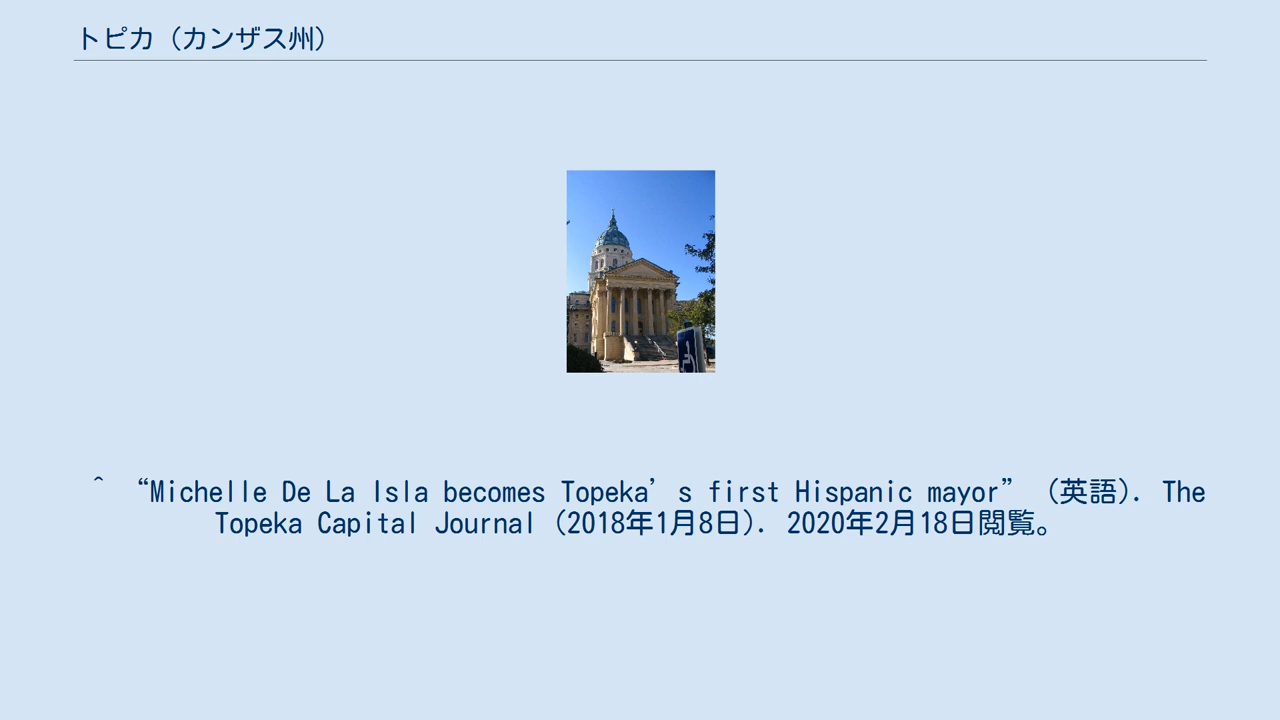 トピカ (カンザス州)
^ “Michelle De La Isla becomes Topeka’s first Hispanic mayor” (英語). The
Topeka Capital Journal (2018年1月8日). 2020年2月18日閲覧。